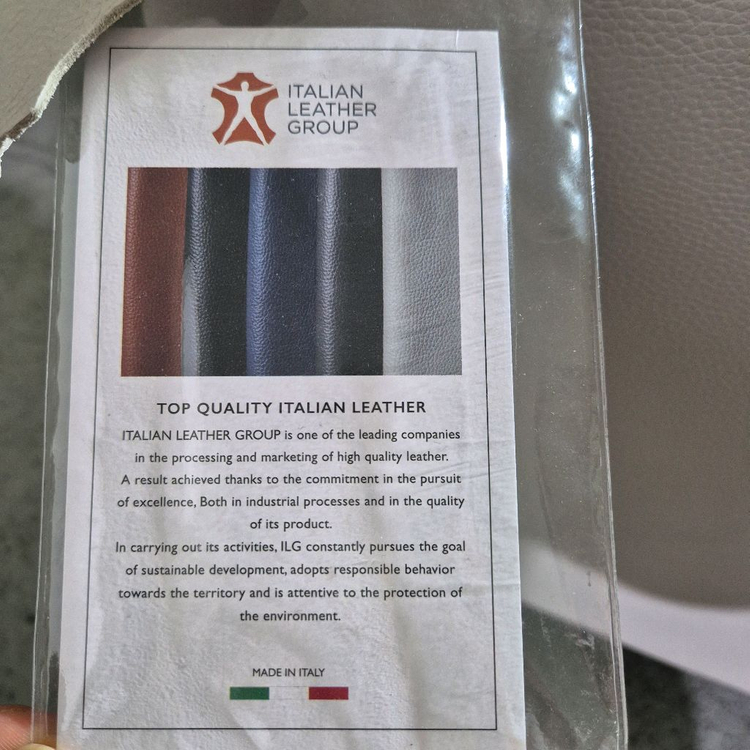 ITALIAN
LEATHER
GROUP
TOP QUALITY ITALIAN LEATHER
ITALIAN LEATHER GROUP is one of the leading companies
in the processing and marketing of high quality leather.
A result achieved thanks to the commitment in the pursuit
of excellence, Both in industrial processes and in the quality
of its product.
In carrying out its activities, ILG constantly pursues the goal
of sustainable development, adopts responsible behavior
towards the territory and is attentive to the protection of
the environment.
MADE IN ITALY